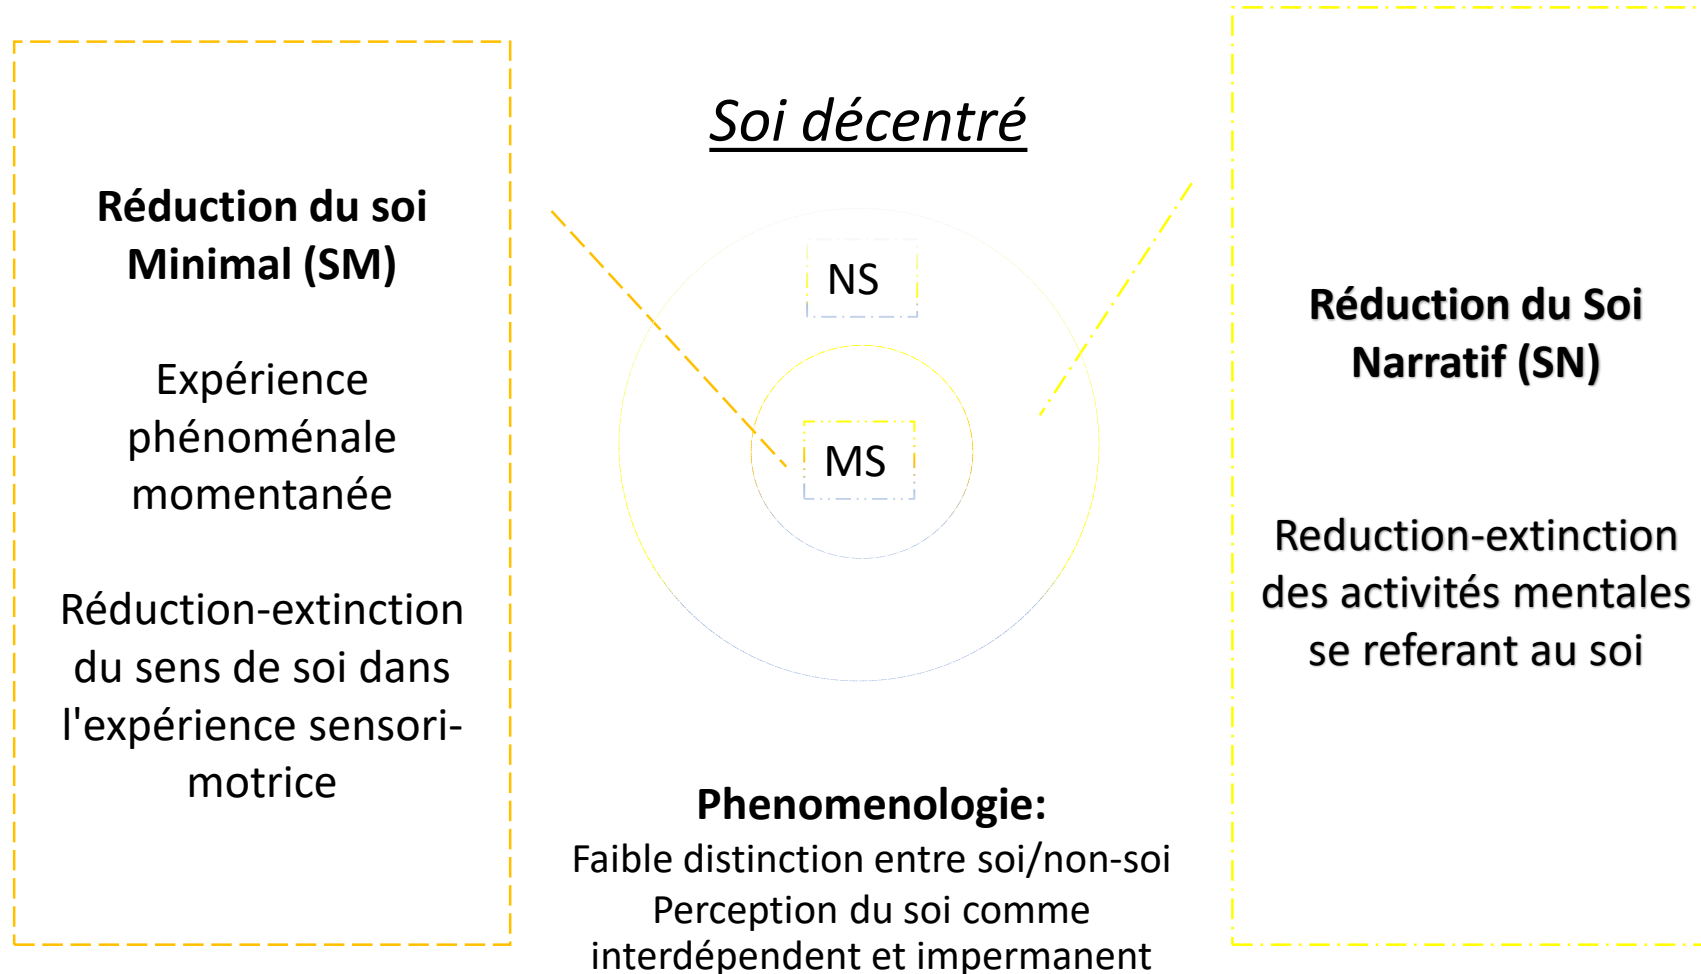 Soi décentré
Réduction du soi
Minimal (SM)
Expérience
phénoménale
momentanée
Réduction-extinction
du sens de soi dans
l'expérience sensori-
motrice
NS
MS
Réduction du Soi
Narratif (SN)
Reduction-extinction
des activités mentales
se referant au soi
Phenomenologie:
Faible distinction entre soi/non-soi
Perception du soi comme
interdépendent et impermanent